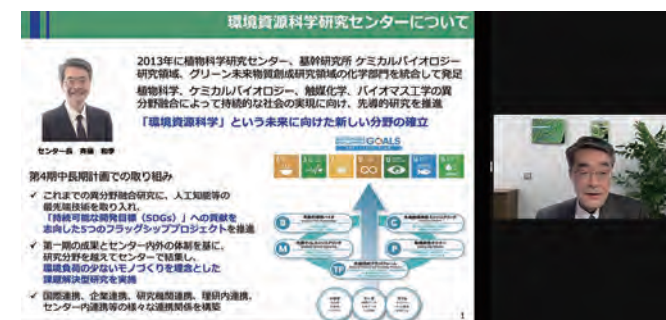 環境資源科学研究センターについて
2013年に植物科学研究センター、基幹研究所 ケミカルバイオロジー
研究領域、グリーン未来物質創成研究領域の化学部門を統合して発足
植物科学、ケミカルバイオロジー、触媒化学、バイオマス工学の異
分野融合によって持続的な社会の実現に向け、先導的研究を推進
「環境資源科学」という未来に向けた新しい分野の確立
センター長 斉藤 和季
GOALS
第4期中長期計画での取り組み
✓ これまでの異分野融合研究に、人工知能等の
最先端技術を取り入れ、
「持続可能な開発目標（SDGs）」への貢献を
志向した5つのフラッグシッププロジェクトを推進
✓ 第一期の成果とセンター内外の体制を基に、
研究分野を越えてセンターで結集し、
環境負荷の少ないモノづくりを理念とした
課題解決型研究を実施
✓ 国際連携、企業連携、研究機関連携、理研内連携、
センター内連携等の様々な連携関係を構築
B
G
M
P
TP
1